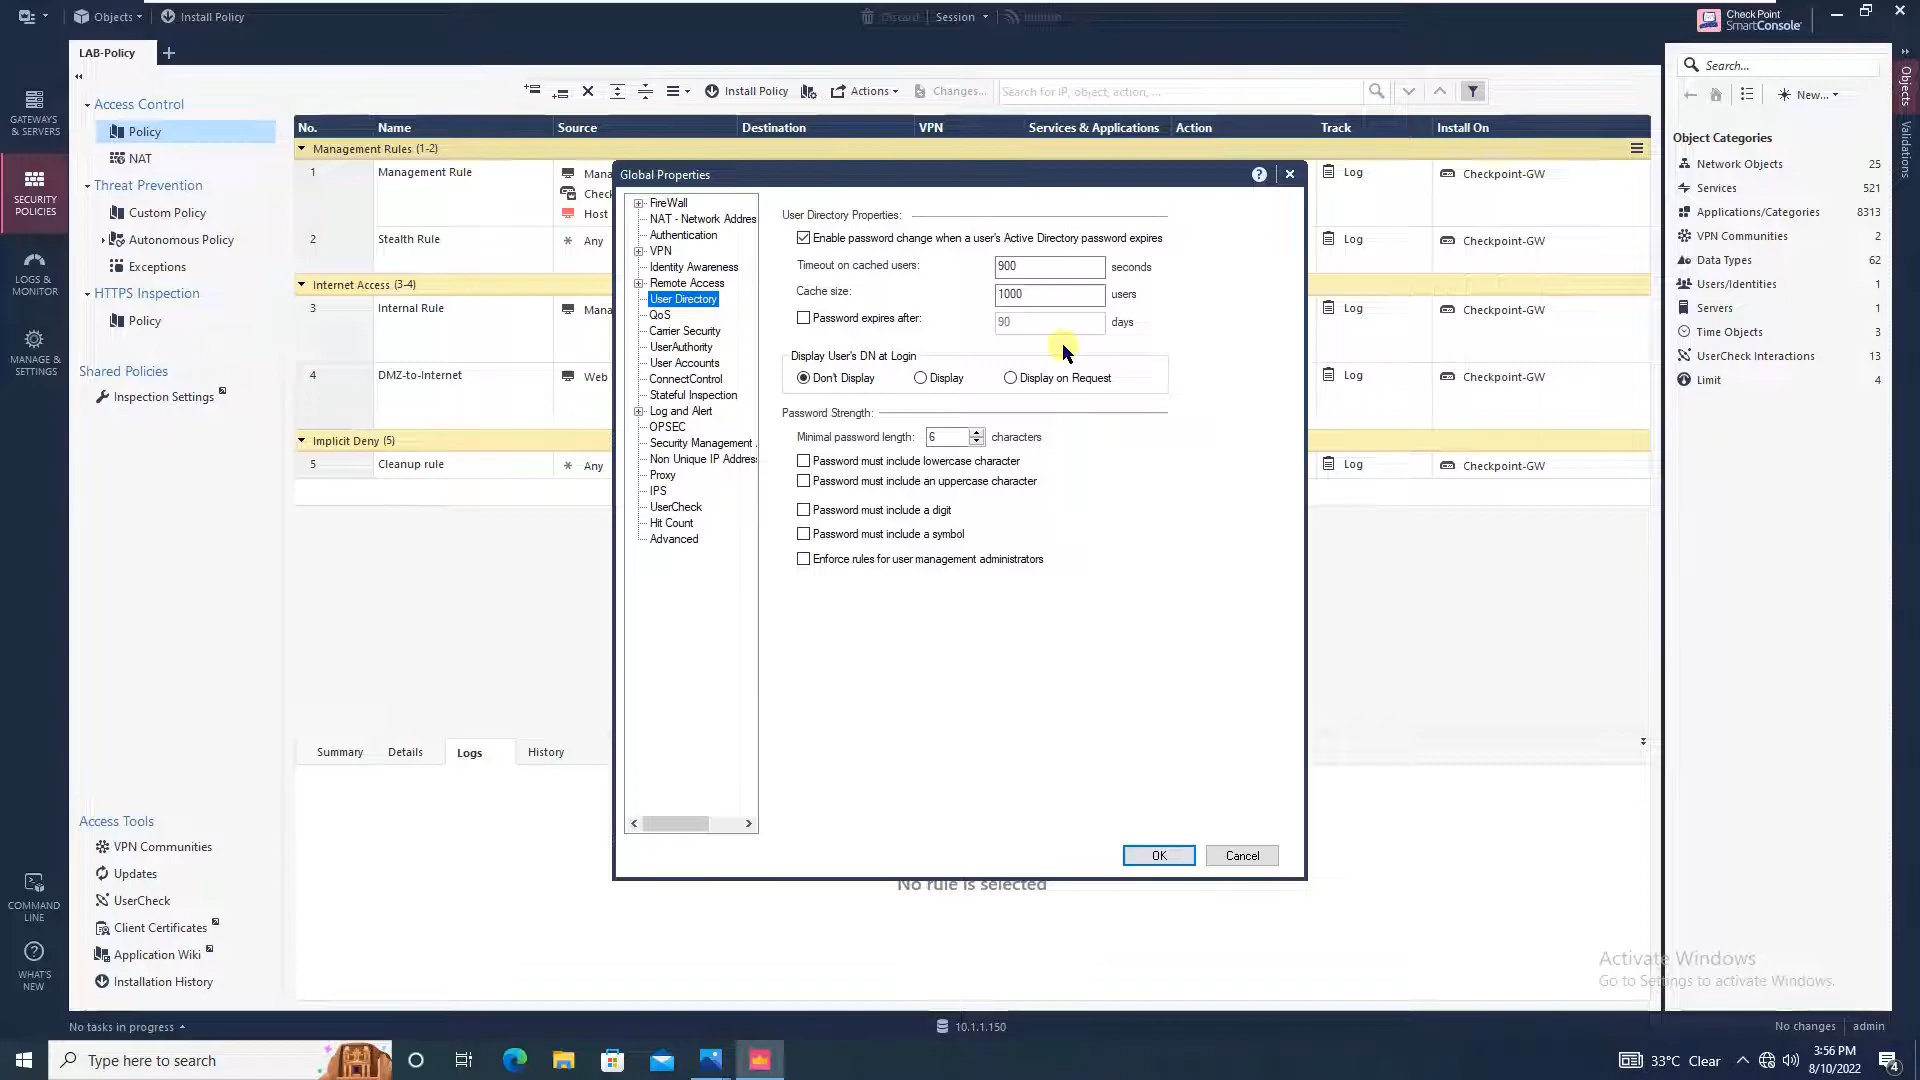 Objects
Install Policy
Discard
Session
Check Point
SmartConsole
LAB-Policy
GATEWAYS
& SERVERS
SECURITY
POLICIES
LOGS &
MONITOR
MANAGE &
SETTINGS
COMMAND
LINE
WHAT'S
NEW
Access Control
Policy
NAT
Threat Prevention
Custom Policy
Autonomous Policy
Exceptions
HTTPS Inspection
Policy
Shared Policies
Inspection Settings
Access Tools
VPN Communities
Updates
UserCheck
Client Certificates
Application Wiki
Installation History
Install Policy
Actions
Changes...
Search for IP, object, action, ...
No. Name Source Destination VPN Services & Applications Action Track Install On
Management Rules (1-2)
1 Management Rule Mana Log Checkpoint-GW
Check
Host
2 Stealth Rule Any Log Checkpoint-GW
Internet Access (3-4)
3 Internal Rule Mana Log Checkpoint-GW
4 DMZ-to-Internet Web Log Checkpoint-GW
Implicit Deny (5)
5 Cleanup rule Any Log Checkpoint-GW
Summary Details Logs History
No rule is selected
Global Properties
FireWall
NAT - Network Addres
Authentication
VPN
Identity Awareness
Remote Access
User Directory
QoS
Carrier Security
UserAuthority
User Accounts
ConnectControl
Stateful Inspection
Log and Alert
OPSEC
Security Management
Non Unique IP Address
Proxy
IPS
UserCheck
Hit Count
Advanced
User Directory Properties:
Enable password change when a user's Active Directory password expires
Timeout on cached users: 900 seconds
Cache size: 1000 users
Password expires after: 90 days
Display User's DN at Login
Don't Display Display Display on Request
Password Strength:
Minimal password length: 6 characters
Password must include lowercase character
Password must include an uppercase character
Password must include a digit
Password must include a symbol
Enforce rules for user management administrators
OK Cancel
Search...
New...
Object Categories
Network Objects 25
Services 521
Applications/Categories 8313
VPN Communities 2
Data Types 62
Users/Identities 1
Servers 1
Time Objects 3
UserCheck Interactions 13
Limit 4
Objects
Validations
Activate Windows
Go to Settings to activate Windows.
No tasks in progress
10.1.1.150
No changes admin
Type here to search
33°C Clear
3:56 PM
8/10/2022
4